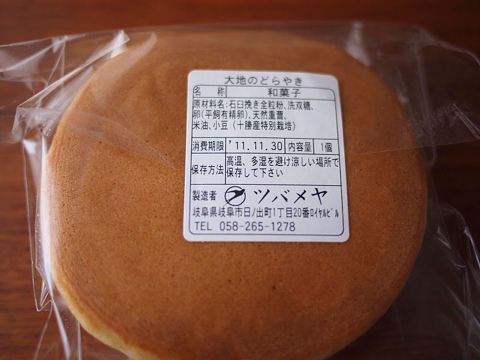 大地のどらやき
名称 和菓子
原材料名：石臼挽き全粒粉、洗双糖、
卵（平飼有精卵）、天然重曹、
米油、小豆（十勝産特別栽培）
消費期限 '11.11.30 内容量 1個
保存方法 高温、多湿を避け涼しい場所で
保存して下さい
製造者 ツバメヤ
岐阜県岐阜市日ノ出町1丁目20番ロイヤルビル
TEL 058-265-1278